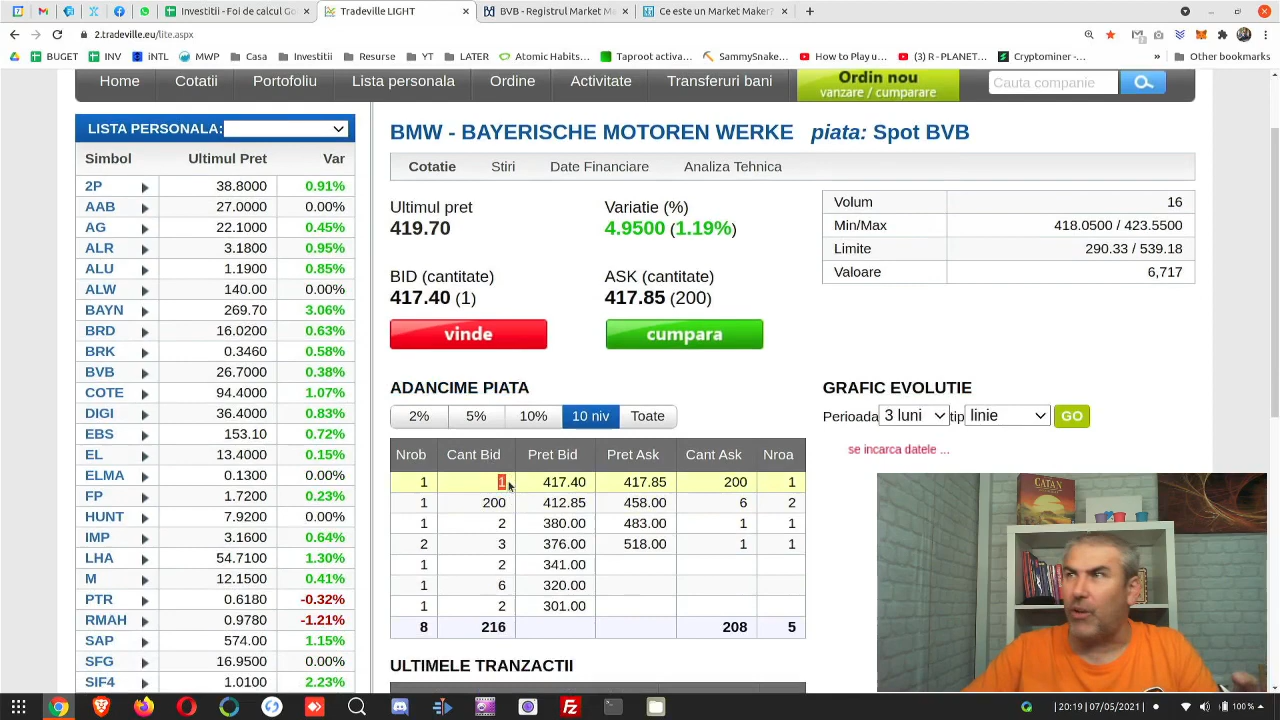 Investitii - Foi de calcul Go
Tradeville LIGHT
BVB - Registrul Market M
Ce este un Market Maker?
2.tradeville.eu/lite.aspx
BUGET
INV
iNTL
MWP
Casa
Investitii
Resurse
YT
LATER
Atomic Habits...
Taproot activa...
SammySnake...
How to Play u...
(3) R - PLANET...
Cryptominer -...
Other bookmarks
Home Cotatii Portofoliu Lista personala Ordine Activitate Transferuri bani
Ordin nou
vanzare / cumparare
Cauta companie
LISTA PERSONALA:
Simbol Ultimul Pret Var
2P 38.8000 0.91%
AAB 27.0000 0.00%
AG 22.1000 0.45%
ALR 3.1800 0.95%
ALU 1.1900 0.85%
ALW 140.00 0.00%
BAYN 269.70 3.06%
BRD 16.0200 0.63%
BRK 0.3460 0.58%
BVB 26.7000 0.38%
COTE 94.4000 1.07%
DIGI 36.4000 0.83%
EBS 153.10 0.72%
EL 13.4000 0.15%
ELMA 0.1300 0.00%
FP 1.7200 0.23%
HUNT 7.9200 0.00%
IMP 3.1600 0.64%
LHA 54.7100 1.30%
M 12.1500 0.41%
PTR 0.6180 -0.32%
RMAH 0.9780 -1.21%
SAP 574.00 1.15%
SFG 16.9500 0.00%
SIF4 1.0100 2.23%
BMW - BAYERISCHE MOTOREN WERKE piata: Spot BVB
Cotatie Stiri Date Financiare Analiza Tehnica
Ultimul pret Variatie (%)
419.70 4.9500 (1.19%)
BID (cantitate) ASK (cantitate)
417.40 (1) 417.85 (200)
vinde cumpara
Volum 16
Min/Max 418.0500 / 423.5500
Limite 290.33 / 539.18
Valoare 6,717
ADANCIME PIATA
2% 5% 10% 10 niv Toate
Nrob Cant Bid Pret Bid Pret Ask Cant Ask Nroa
1 1 417.40 417.85 200 1
1 200 412.85 458.00 6 2
1 2 380.00 483.00 1 1
2 3 376.00 518.00 1 1
1 2 341.00
1 6 320.00
1 2 301.00
8 216 208 5
ULTIMELE TRANZACTII
GRAFIC EVOLUTIE
Perioada 3 luni tip linie GO
se incarca datele ...
CATAN
20:19 | 07/05/2021
100%